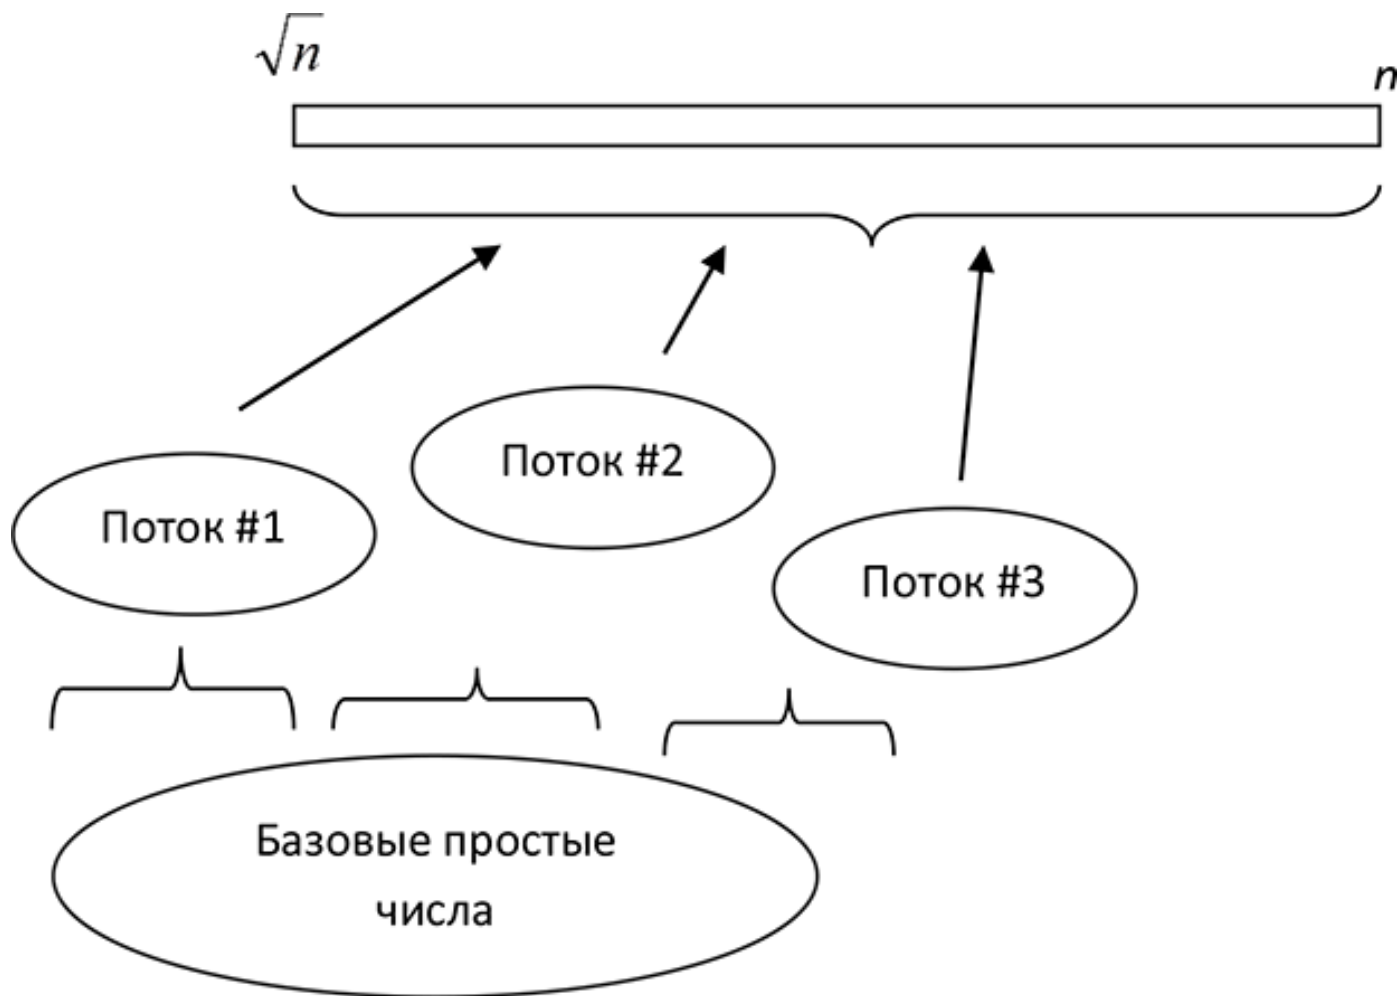 √n
n
Поток #2
Поток #1
Поток #3
Базовые простые
числа